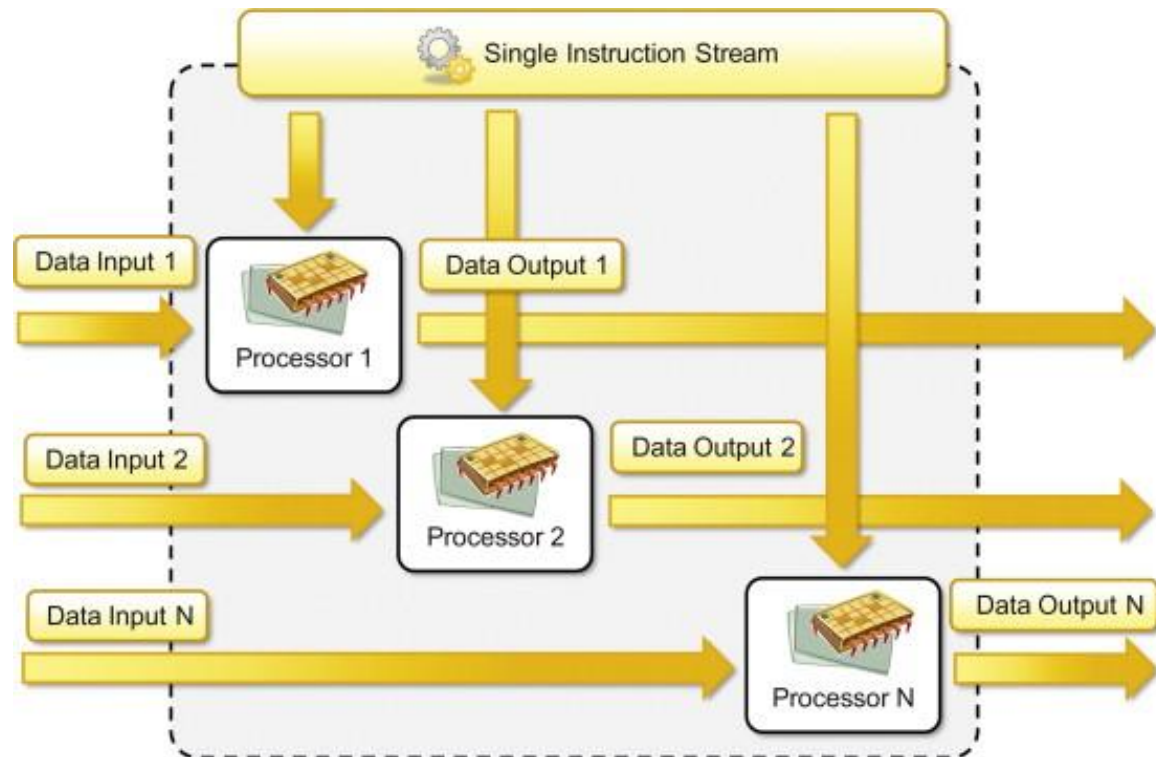 Single Instruction Stream
Data Input 1
Data Output 1
Processor 1
Data Input 2
Data Output 2
Processor 2
Data Input N
Data Output N
Processor N